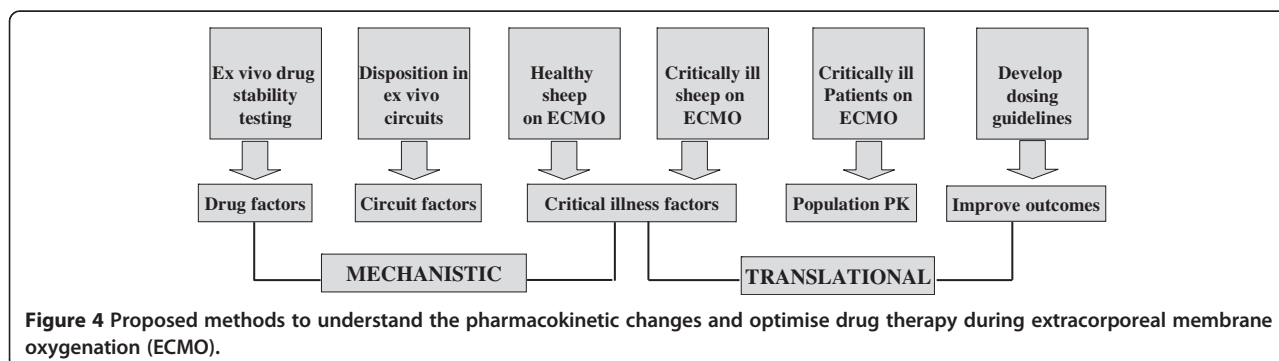 Ex vivo drug
stability
testing
Disposition in
ex vivo
circuits
Healthy
sheep
on ECMO
Critically ill
sheep on
ECMO
Critically ill
Patients on
ECMO
Develop
dosing
guidelines
Drug factors
Circuit factors
Critical illness factors
Population PK
Improve outcomes
MECHANISTIC
TRANSLATIONAL
Figure 4 Proposed methods to understand the pharmacokinetic changes and optimise drug therapy during extracorporeal membrane
oxygenation (ECMO).